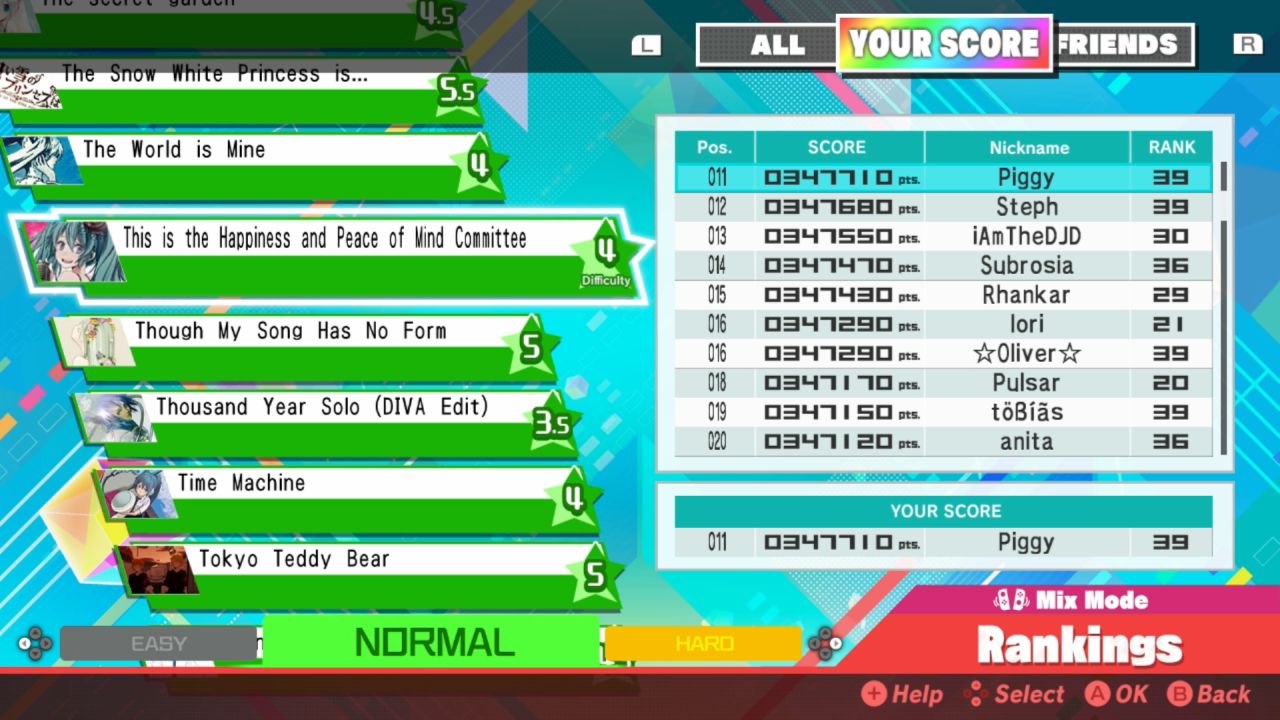 The secret garden
4.5
The Snow White Princess is...
5.5
The World is Mine
4
This is the Happiness and Peace of Mind Committee
4
Difficulty
Though My Song Has No Form
5
Thousand Year Solo (DIVA Edit)
3.5
Time Machine
4
Tokyo Teddy Bear
5
EASY NORMAL HARD
L ALL YOUR SCORE FRIENDS R
Pos. SCORE Nickname RANK
011 0347710 pts. Piggy 39
012 0347680 pts. Steph 39
013 0347550 pts. iAmTheDJD 30
014 0347470 pts. Subrosia 36
015 0347430 pts. Rhankar 29
016 0347290 pts. Iori 21
016 0347290 pts. ☆Oliver☆ 39
018 0347170 pts. Pulsar 20
019 0347150 pts. tößíãs 39
020 0347120 pts. anita 36
YOUR SCORE
011 0347710 pts. Piggy 39
Mix Mode
Rankings
+ Help Select A OK B Back